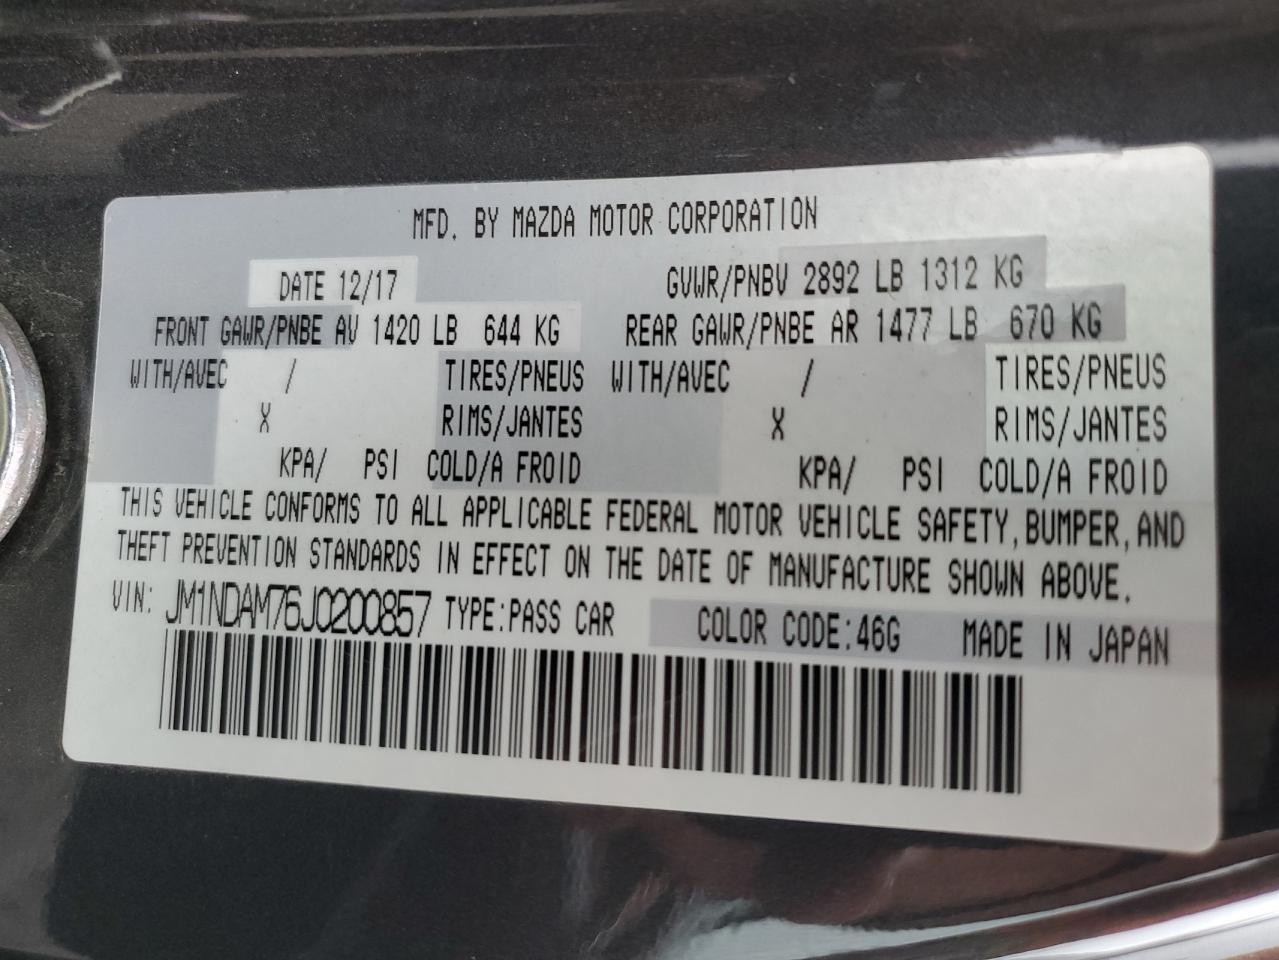 MFD. BY MAZDA MOTOR CORPORATION
DATE 12/17 GVWR/PNBV 2892 LB 1312 KG
FRONT GAWR/PNBE AV 1420 LB 644 KG REAR GAWR/PNBE AR 1477 LB 670 KG
WITH/AVEC / TIRES/PNEUS WITH/AVEC / TIRES/PNEUS
X RIMS/JANTES X RIMS/JANTES
KPA/ PSI COLD/A FROID KPA/ PSI COLD/A FROID
THIS VEHICLE CONFORMS TO ALL APPLICABLE FEDERAL MOTOR VEHICLE SAFETY, BUMPER, AND
THEFT PREVENTION STANDARDS IN EFFECT ON THE DATE OF MANUFACTURE SHOWN ABOVE.
VIN: JM1NDAM76J0200857 TYPE:PASS CAR COLOR CODE:46G MADE IN JAPAN